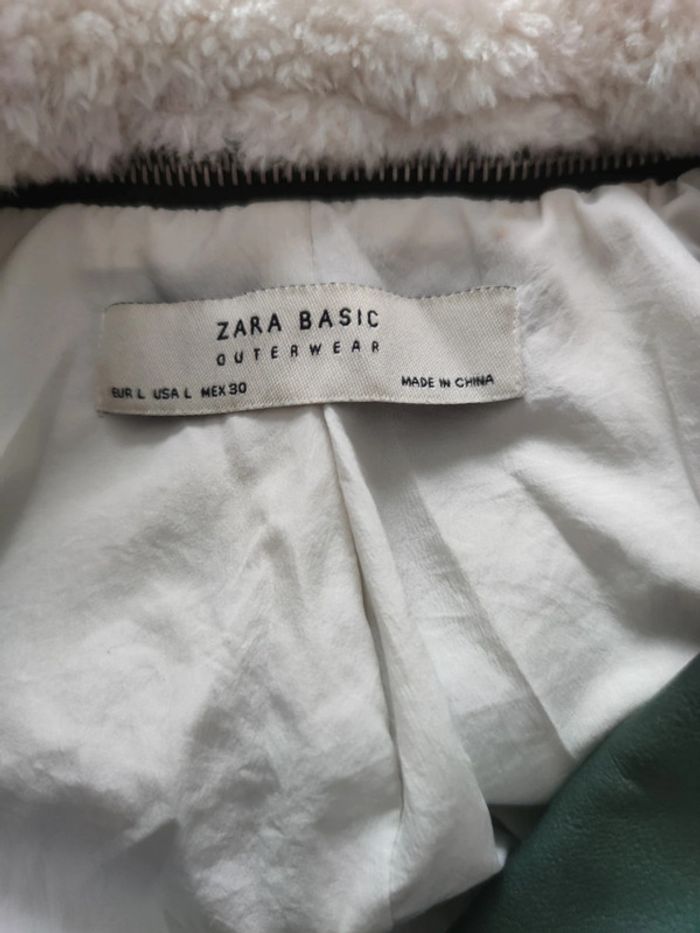 ZARA BASIC
OUTERWEAR
EUR L USA L MEX 30
MADE IN CHINA